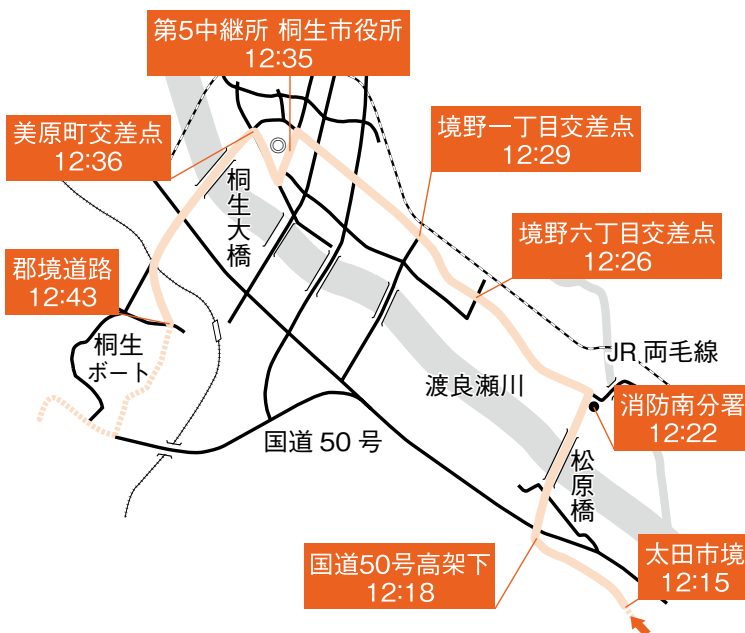 第5中継所 桐生市役所
12:35
美原町交差点
12:36
境野一丁目交差点
12:29
桐生大橋
境野六丁目交差点
12:26
郡境道路
12:43
桐生
ボート
JR両毛線
渡良瀬川
消防南分署
12:22
国道50号
松原橋
国道50号高架下
12:18
太田市境
12:15